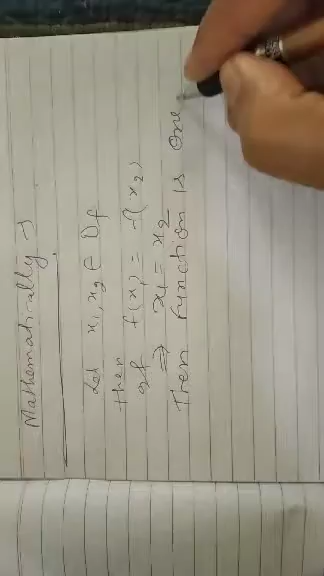 Mathematically →
Let x₁, x₂ ∈ Df
then f(x₁) = f(x₂)
if
⇒ x₁ = x₂
Then Function is One